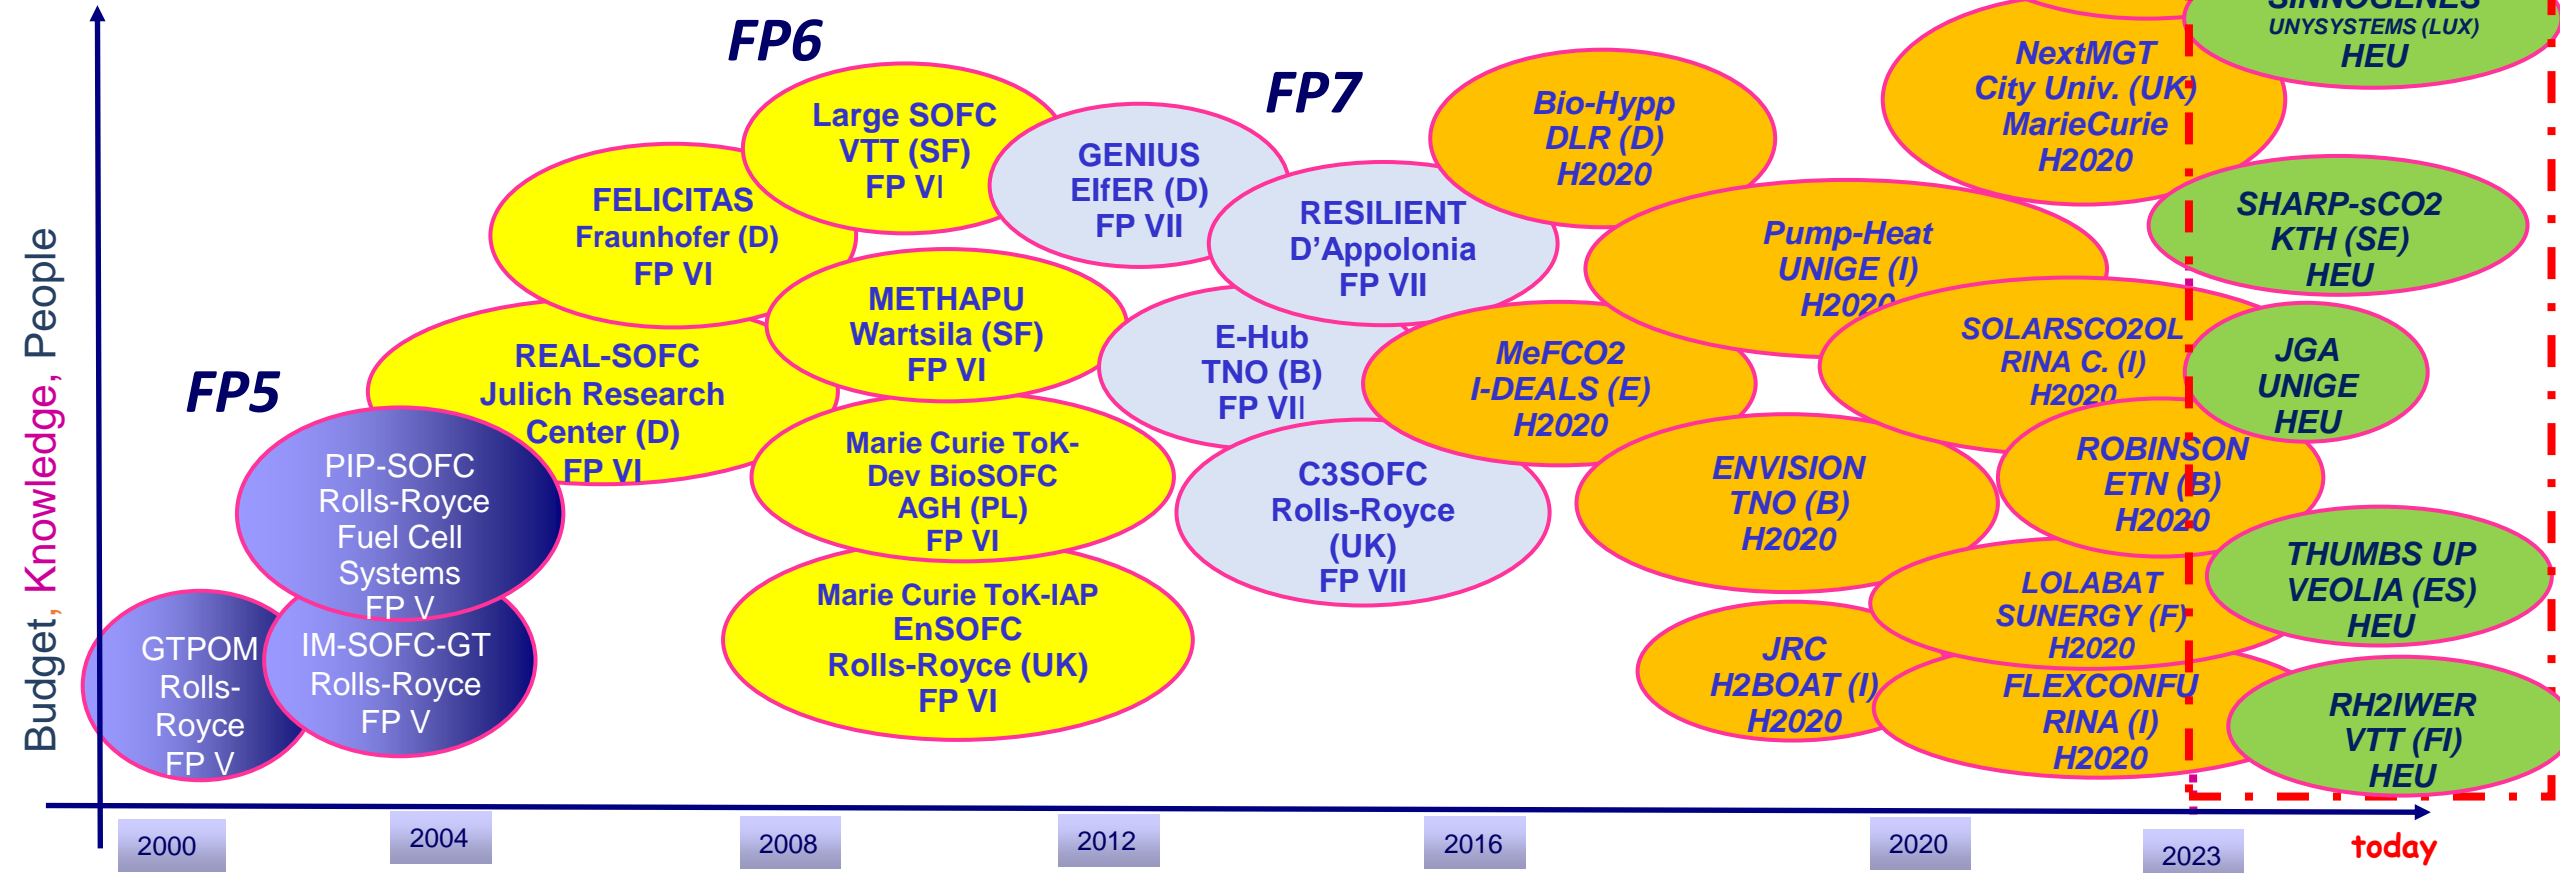 SINNOGENES
UNYSYSTEMS (LUX)
HEU
FP6
NextMGT
City Univ. (UK)
MarieCurie
H2020
FP7
Large SOFC
VTT (SF)
FP VI
Bio-Hypp
DLR (D)
H2020
GENIUS
EIfER (D)
FP VII
FELICITAS
Fraunhofer (D)
FP VI
RESILIENT
D'Appolonia
FP VII
SHARP-sCO2
KTH (SE)
HEU
Pump-Heat
UNIGE (I)
H2020
METHAPU
Wartsila (SF)
FP VI
E-Hub
TNO (B)
FP VII
SOLARSCO2OL
RINA C. (I)
H2020
JGA
UNIGE
HEU
MeFCO2
I-DEALS (E)
H2020
REAL-SOFC
Julich Research
Center (D)
FP VI
FP5
Marie Curie ToK-
Dev BioSOFC
AGH (PL)
FP VI
C3SOFC
Rolls-Royce
(UK)
FP VII
ENVISION
TNO (B)
H2020
ROBINSON
ETN (B)
H2020
PIP-SOFC
Rolls-Royce
Fuel Cell
Systems
FP V
THUMBS UP
VEOLIA (ES)
HEU
LOLABAT
SUNERGY (F)
H2020
Marie Curie ToK-IAP
EnSOFC
Rolls-Royce (UK)
FP VI
GTPOM
Rolls-
Royce
FP V
IM-SOFC-GT
Rolls-Royce
FP V
JRC
H2BOAT (I)
H2020
FLEXCONFU
RINA (I)
H2020
RH2IWER
VTT (FI)
HEU
Budget, Knowledge, People
2000
2004
2008
2012
2016
2020
2023
today